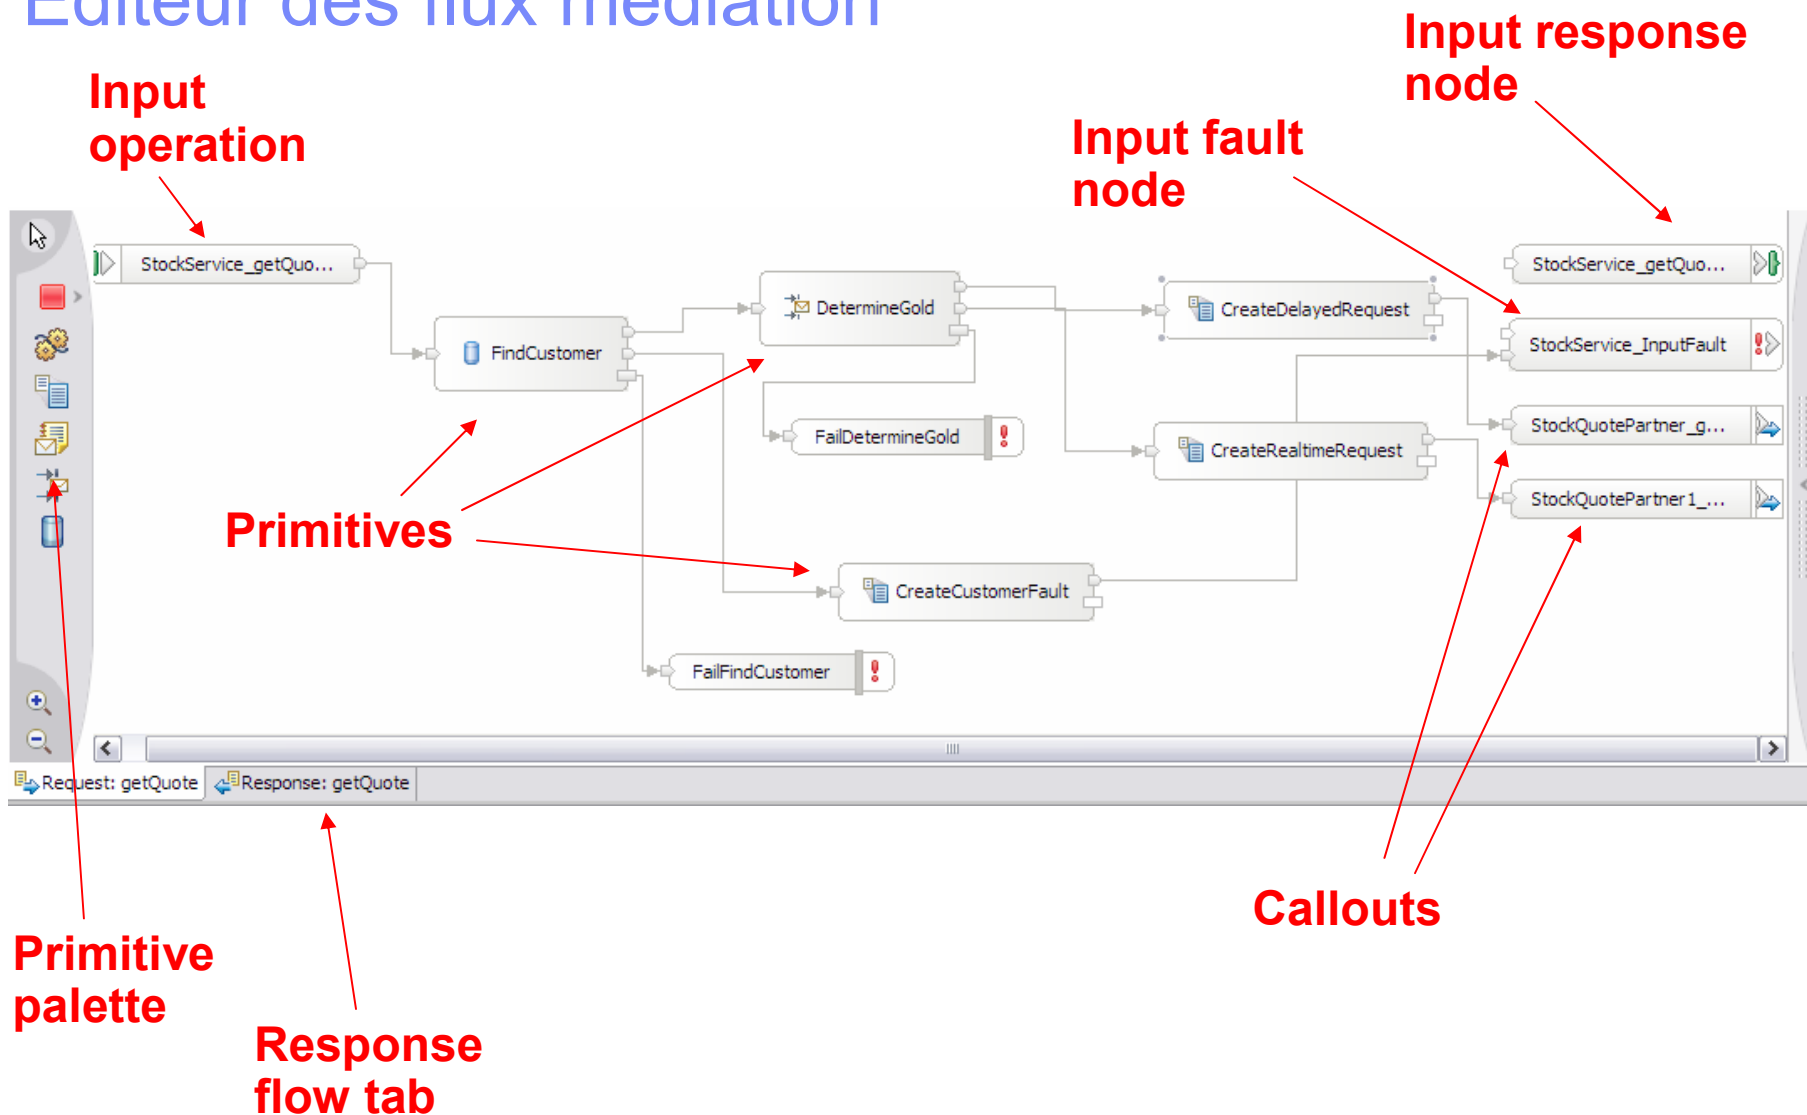 Editeur des flux médiation
Input response
node
Input
operation
Input fault
node
StockService_getQuo...
StockService_getQuo...
DetermineGold
CreateDelayedRequest
FindCustomer
StockService_InputFault
FailDetermineGold
StockQuotePartner_g...
CreateRealtimeRequest
StockQuotePartner1_...
Primitives
CreateCustomerFault
FailFindCustomer
Request: getQuote
Response: getQuote
Callouts
Primitive
palette
Response
flow tab